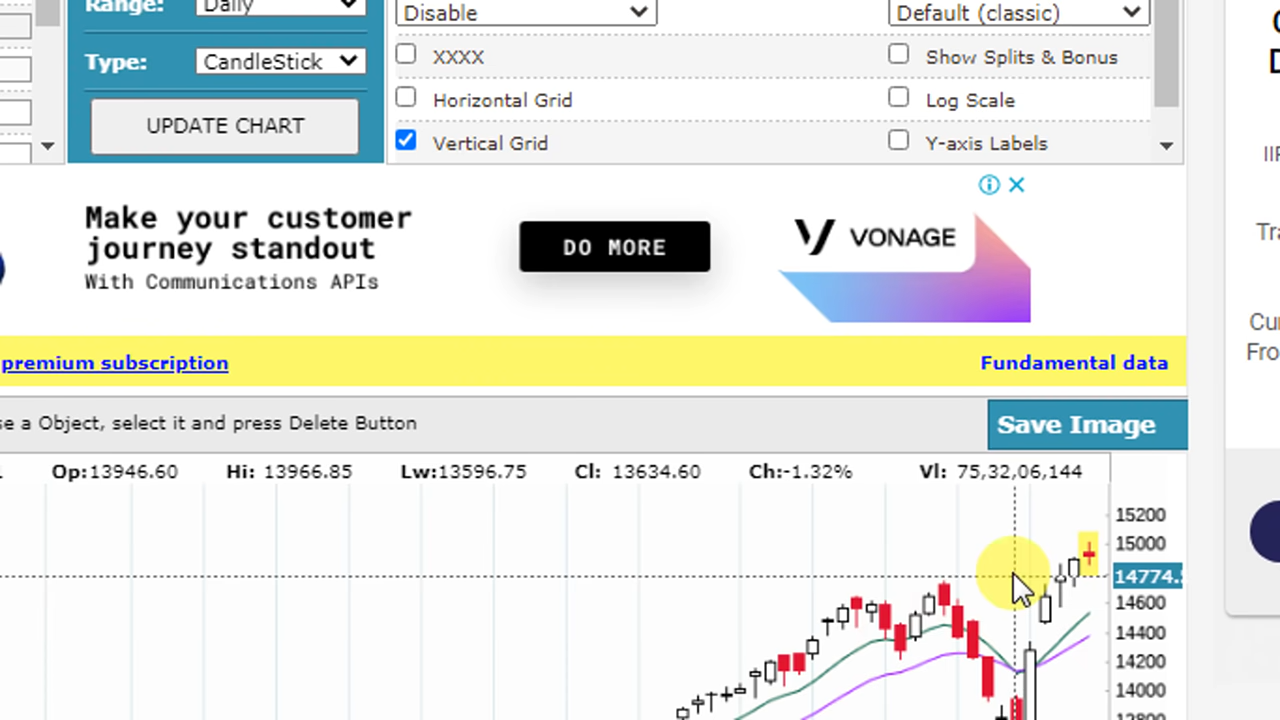 Range: Daily
Type: CandleStick
UPDATE CHART
Disable
Default (classic)
XXXX
Show Splits & Bonus
Horizontal Grid
Log Scale
Vertical Grid
Y-axis Labels
Make your customer
journey standout
With Communications APIs
DO MORE
VONAGE
premium subscription
Fundamental data
se a Object, select it and press Delete Button
Save Image
Op:13946.60 Hi: 13966.85 Lw:13596.75 Cl: 13634.60 Ch:-1.32% Vl: 75,32,06,144
15200
15000
14774.
14600
14400
14200
14000
13800